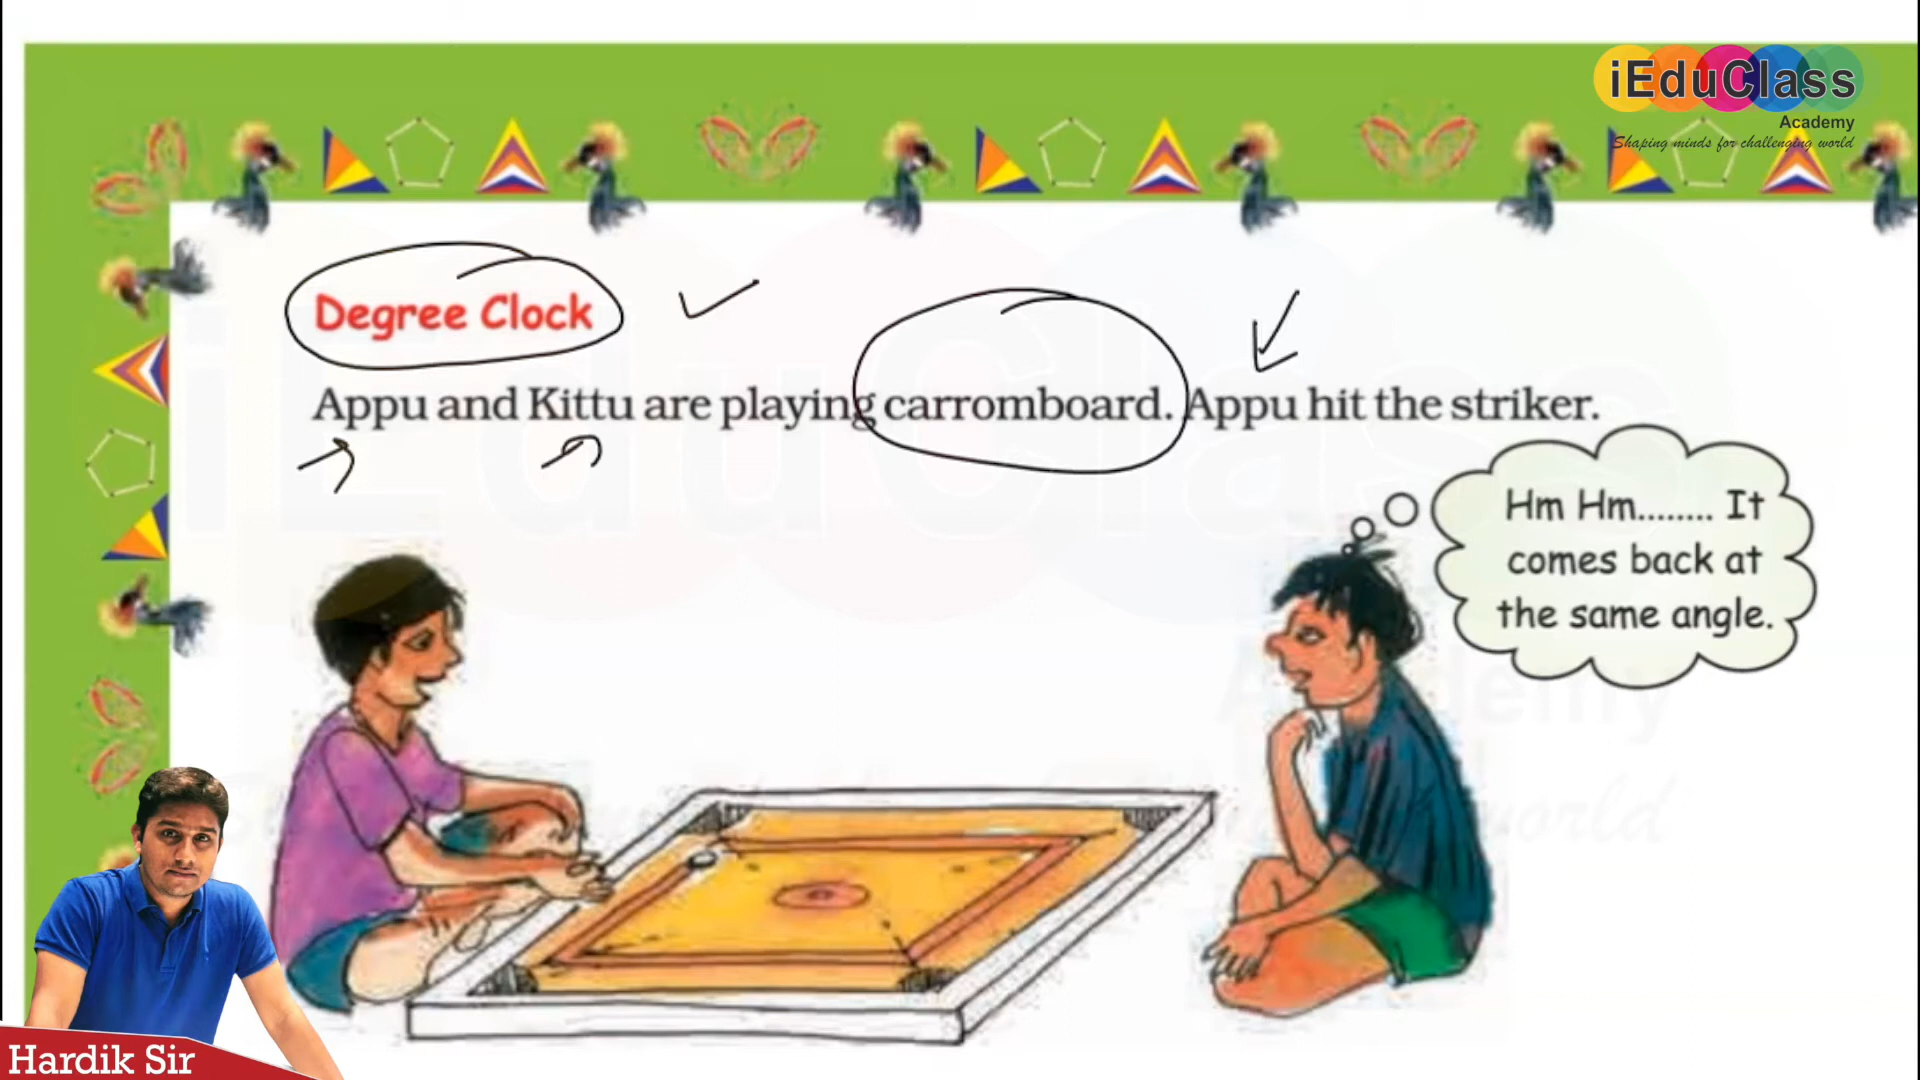 iEduClass
Academy
Shaping minds for challenging world
Degree Clock
Appu and Kittu are playing carromboard. Appu hit the striker.
Hm Hm........ It
comes back at
the same angle.
Hardik Sir